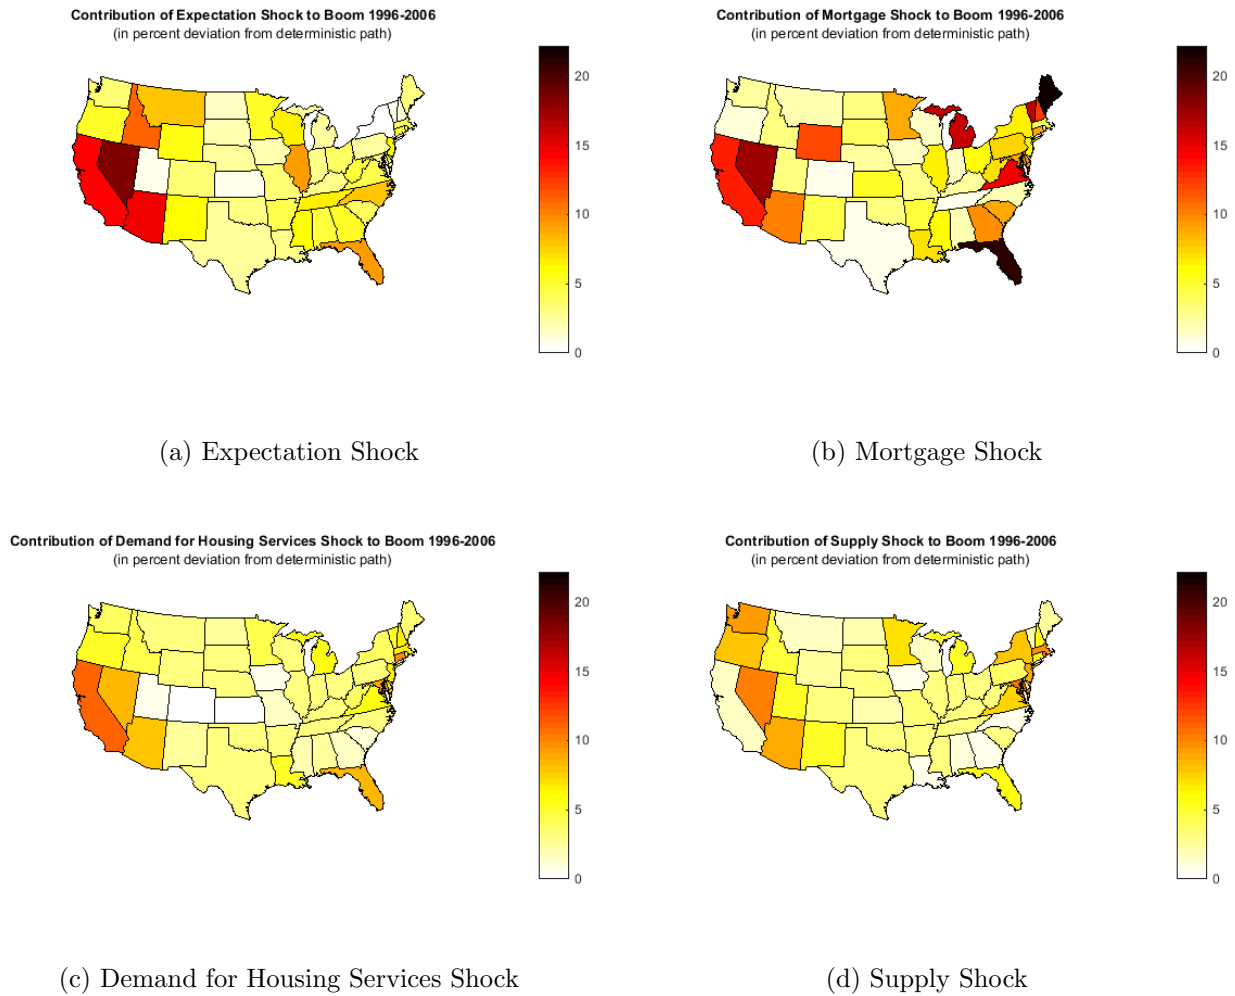 Contribution of Expectation Shock to Boom 1996-2006
(in percent deviation from deterministic path)
20
15
10
5
0
(a) Expectation Shock
Contribution of Mortgage Shock to Boom 1996-2006
(in percent deviation from deterministic path)
20
15
10
5
0
(b) Mortgage Shock
Contribution of Demand for Housing Services Shock to Boom 1996-2006
(in percent deviation from deterministic path)
20
15
10
5
0
(c) Demand for Housing Services Shock
Contribution of Supply Shock to Boom 1996-2006
(in percent deviation from deterministic path)
20
15
10
5
0
(d) Supply Shock